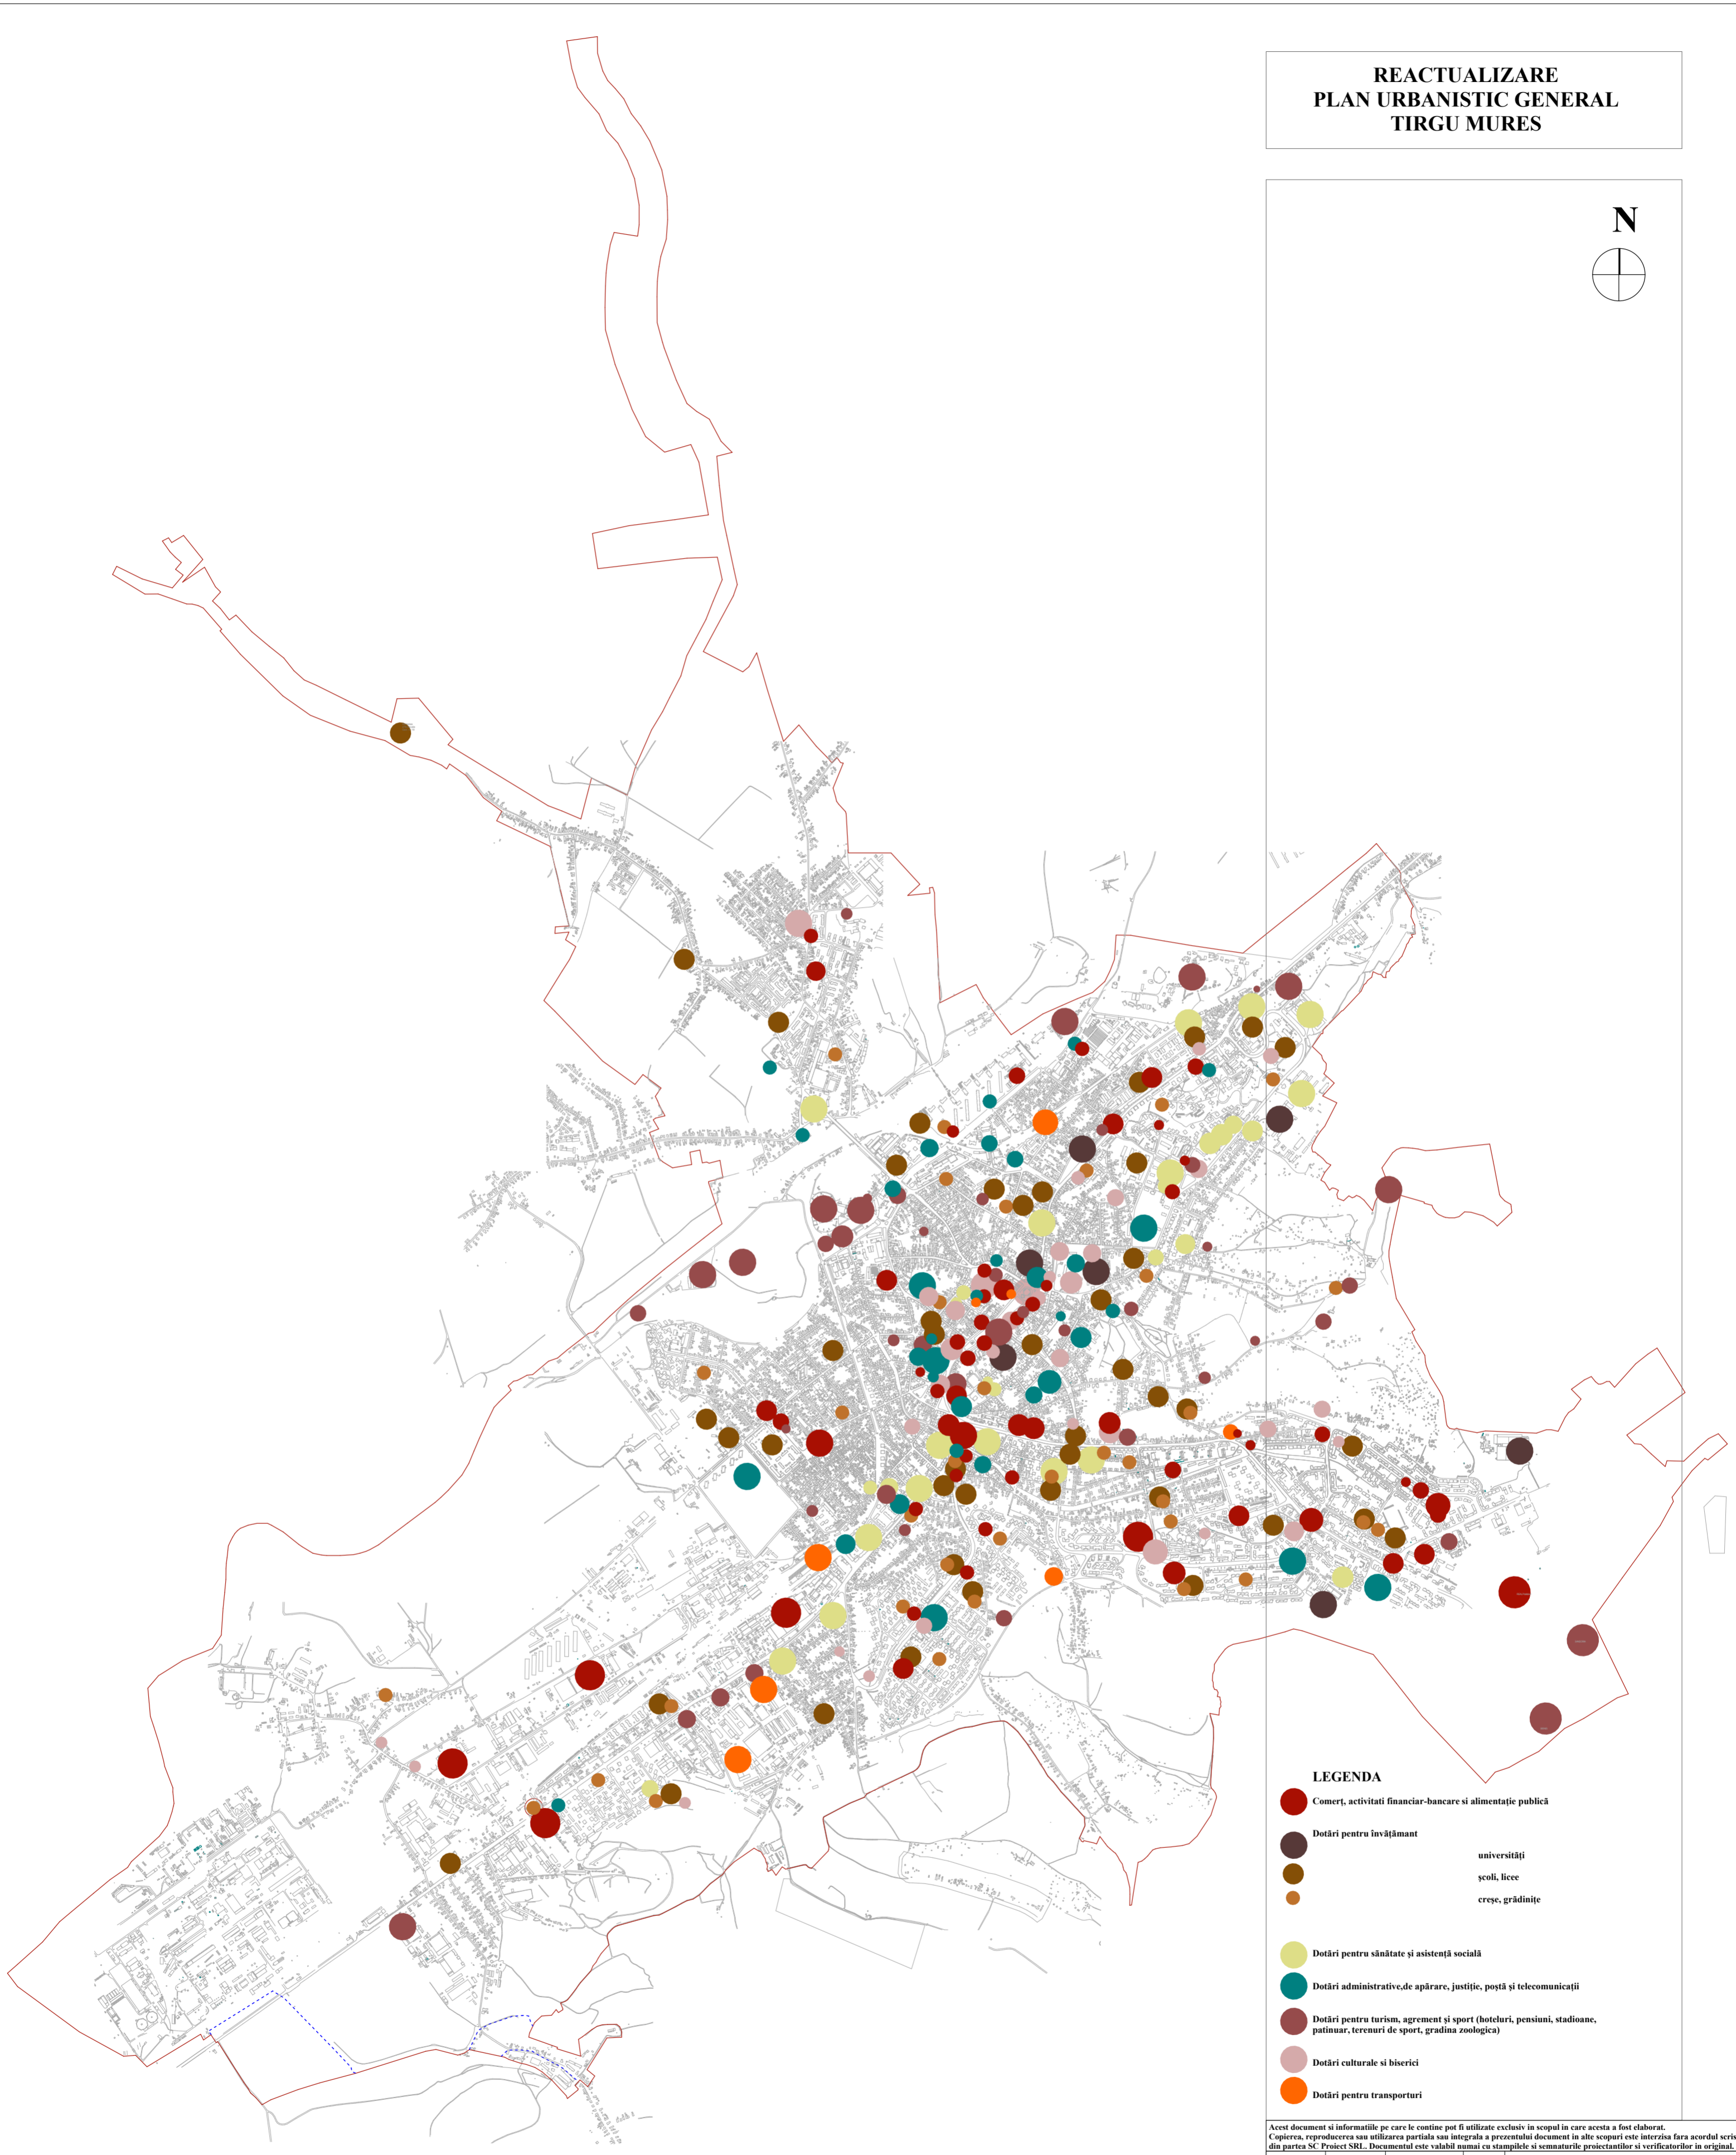 REACTUALIZARE
PLAN URBANISTIC GENERAL
TIRGU MURES
N
LEGENDA
Comerț, activitati financiar-bancare si alimentație publică
Dotări pentru învățămant
universități
școli, licee
creșe, grădinițe
Dotări pentru sănătate și asistență socială
Dotări administrative,de apărare, justiție, poștă și telecomunicații
Dotări pentru turism, agrement și sport (hoteluri, pensiuni, stadioane,
patinuar, terenuri de sport, gradina zoologica)
Dotări culturale si biserici
Dotări pentru transporturi
Acest document si informatiile pe care le contine pot fi utilizate exclusiv in scopul in care acesta a fost elaborat.
Copierea, reproducerea sau utilizarea partiala sau integrala a prezentului document in alte scopuri este interzisa fara acordul scris
din partea SC Proiect SRL. Documentul este valabil numai cu stampilele si semnaturile proiectantilor si verificatorilor in original.